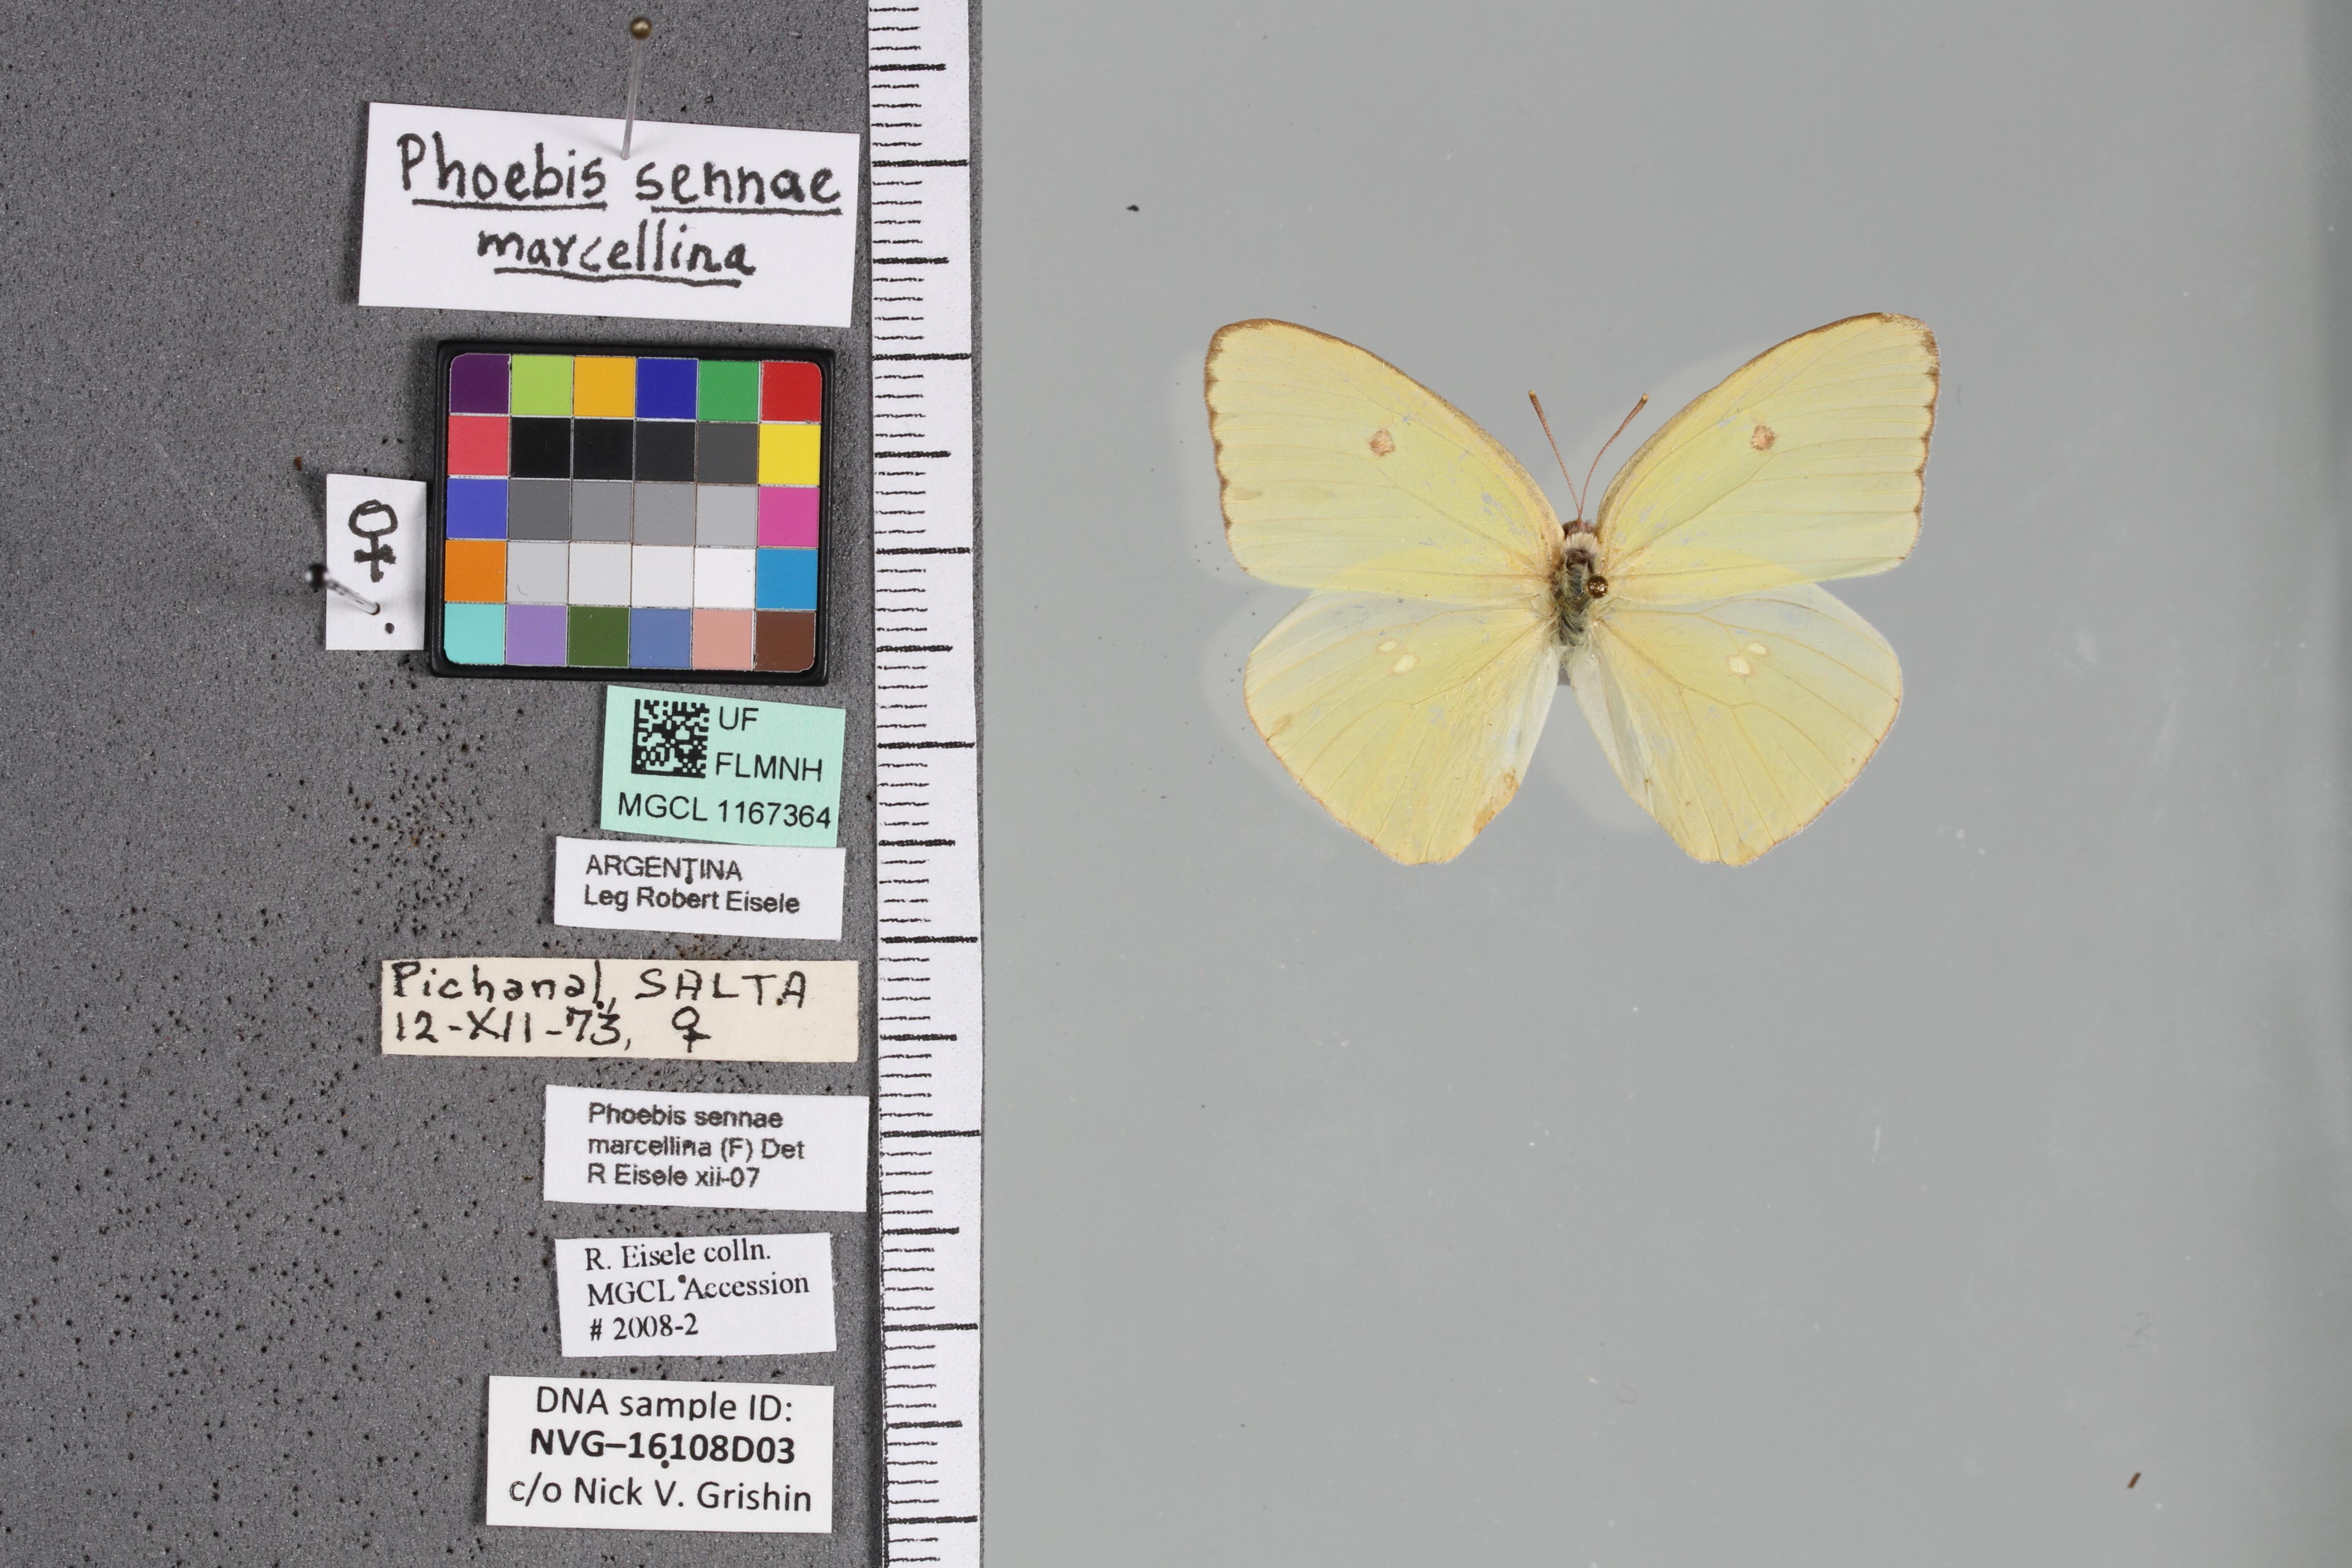 Phoebis sennae
marcellina
♀
UF
FLMNH
MGCL 1167364
ARGENTINA
Leg Robert Eisele
Pichanal, SALTA
12-XII-73, ♀
Phoebis sennae
marcellina (F) Det
R Eisele xii-07
R. Eisele colln.
MGCL Accession
# 2008-2
DNA sample ID:
NVG–16108D03
c/o Nick V. Grishin